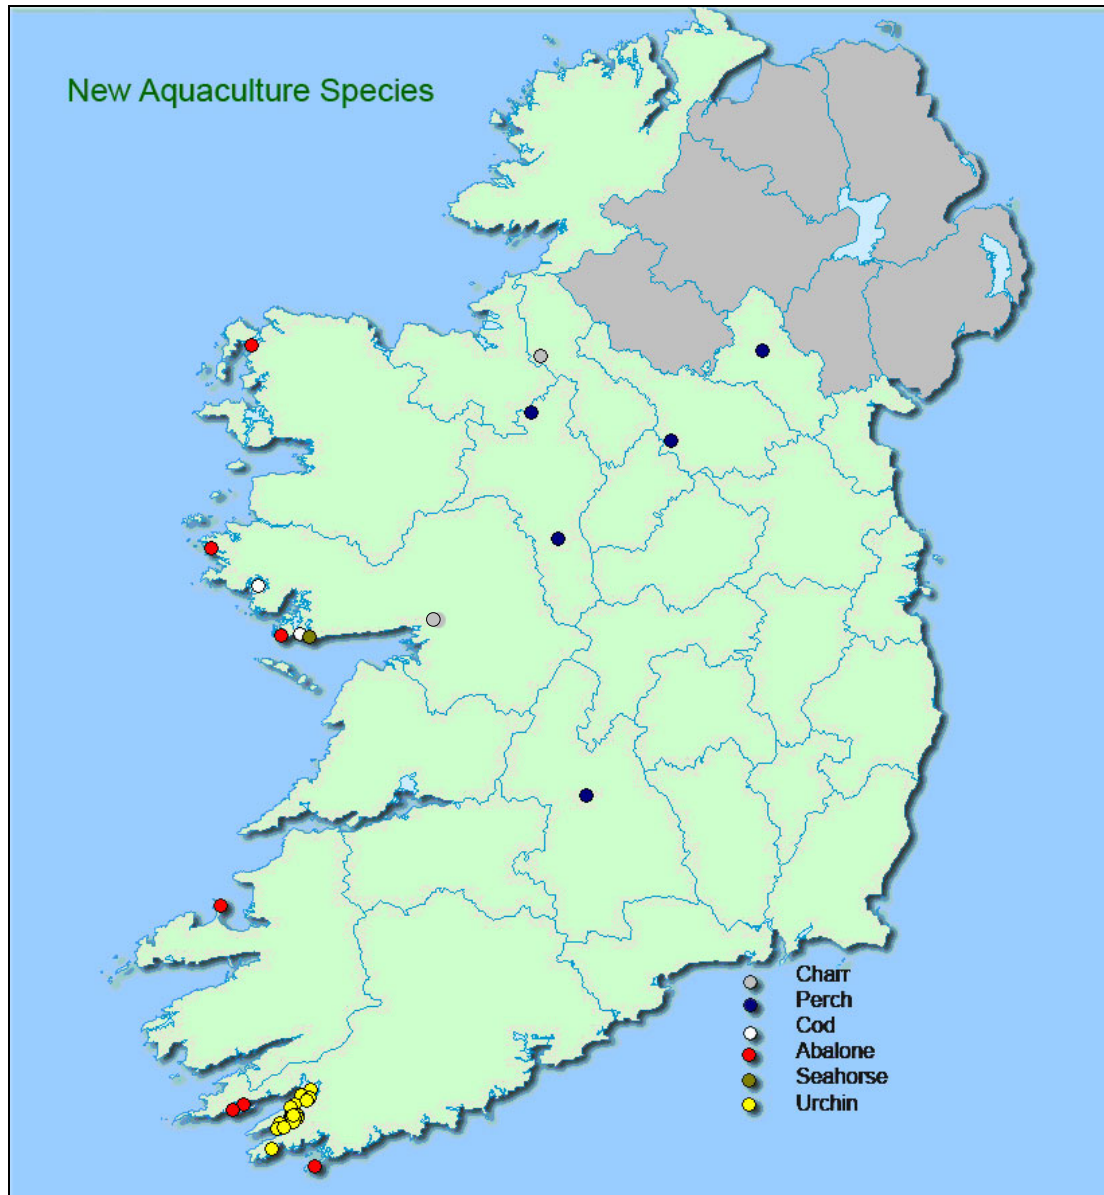 New Aquaculture Species
Charr
Perch
Cod
Abalone
Seahorse
Urchin